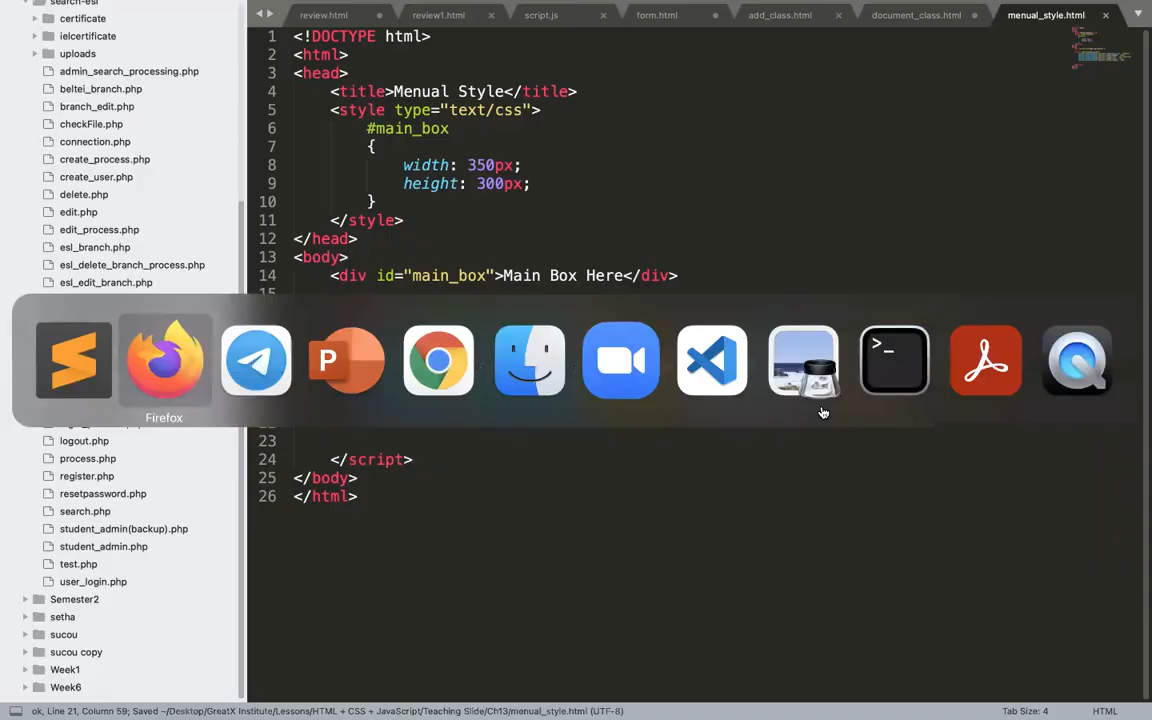 search-esl
certificate
ielcertificate
uploads
admin_search_processing.php
beltei_branch.php
branch_edit.php
checkFile.php
connection.php
create_process.php
create_user.php
delete.php
edit.php
edit_process.php
esl_branch.php
esl_delete_branch_process.php
esl_edit_branch.php
logout.php
process.php
register.php
resetpassword.php
search.php
student_admin(backup).php
student_admin.php
test.php
user_login.php
Semester2
setha
sucou
sucou copy
Week1
Week6
review.html review1.html script.js form.html add_class.html document_class.html menual_style.html
1 <!DOCTYPE html>
2 <html>
3 <head>
4 <title>Menual Style</title>
5 <style type="text/css">
6 #main_box
7 {
8 width: 350px;
9 height: 300px;
10 }
11 </style>
12 </head>
13 <body>
14 <div id="main_box">Main Box Here</div>
15
Firefox
23
24 </script>
25 </body>
26 </html>
ok, Line 21, Column 59; Saved ~/Desktop/GreatX Institute/Lessons/HTML + CSS + JavaScript/Teaching Slide/Ch13/menual_style.html (UTF-8) Tab Size: 4 HTML